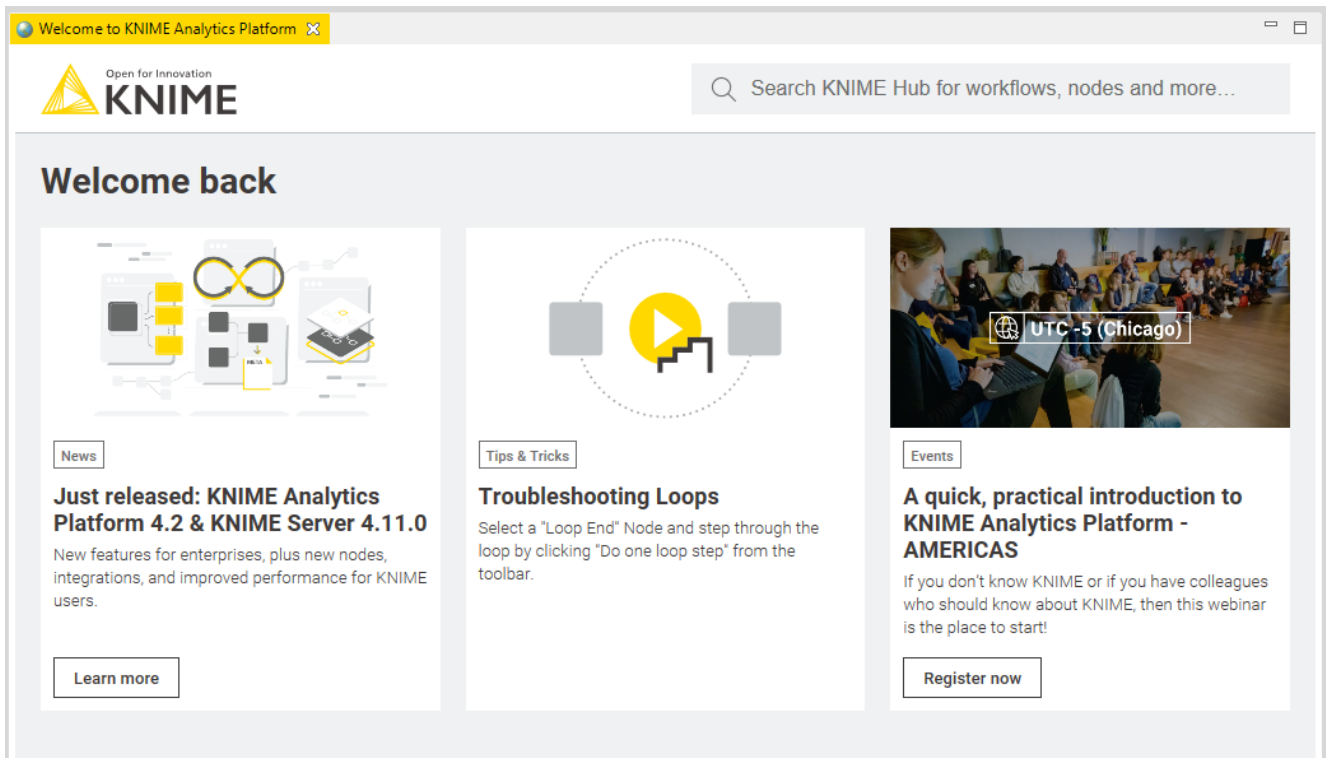 Welcome to KNIME Analytics Platform
Open for Innovation
KNIME
Search KNIME Hub for workflows, nodes and more…
Welcome back
META
News
Just released: KNIME Analytics
Platform 4.2 & KNIME Server 4.11.0
New features for enterprises, plus new nodes,
integrations, and improved performance for KNIME
users.
Learn more
Tips & Tricks
Troubleshooting Loops
Select a "Loop End" Node and step through the
loop by clicking "Do one loop step" from the
toolbar.
UTC -5 (Chicago)
Events
A quick, practical introduction to
KNIME Analytics Platform -
AMERICAS
If you don't know KNIME or if you have colleagues
who should know about KNIME, then this webinar
is the place to start!
Register now